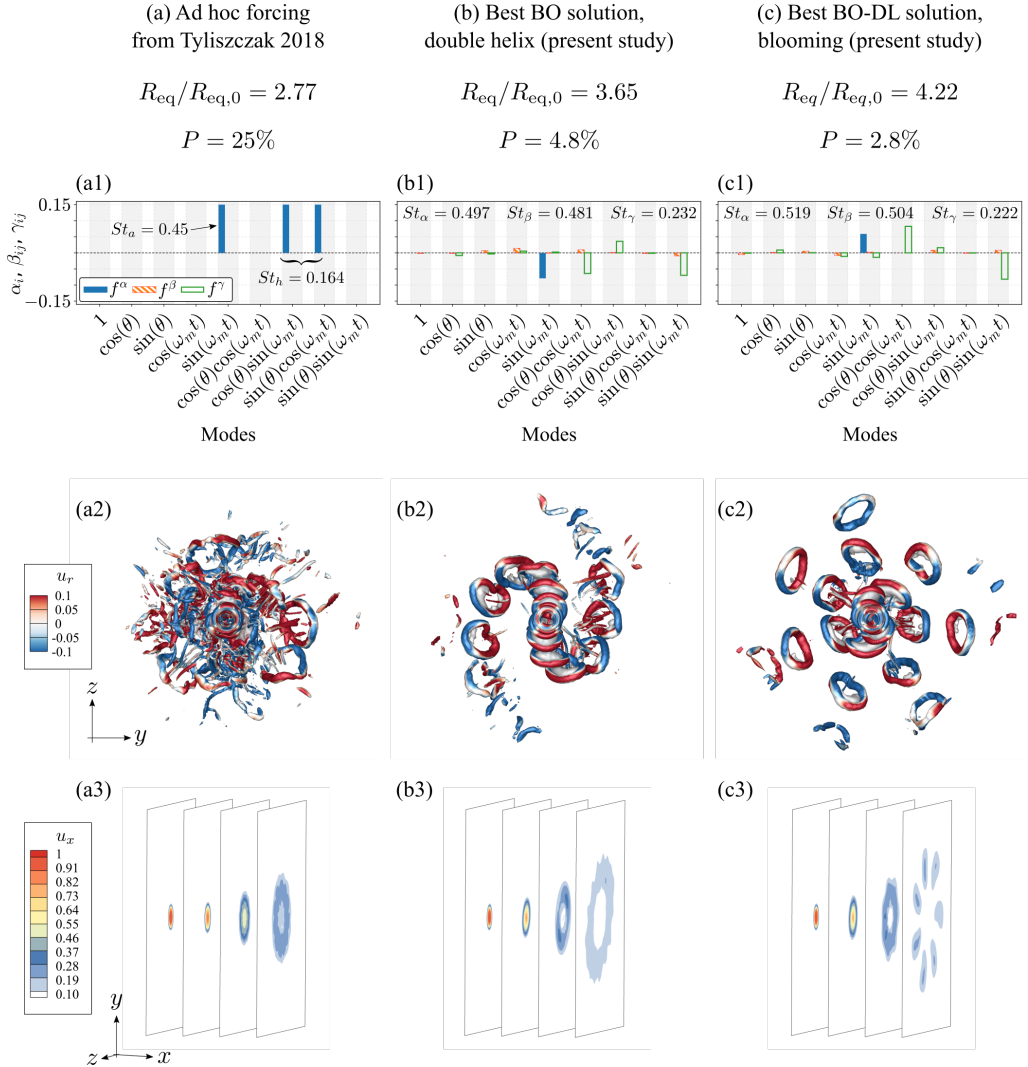 (a) Ad hoc forcing
from Tyliszczak 2018
(b) Best BO solution,
double helix (present study)
(c) Best BO-DL solution,
blooming (present study)
R_eq/R_eq,0 = 2.77
R_eq/R_eq,0 = 3.65
R_eq/R_eq,0 = 4.22
P = 25%
P = 4.8%
P = 2.8%
(a1)
(b1)
(c1)
α_i, β_ij, γ_ij
0.15
−0.15
St_a = 0.45
St_h = 0.164
f^α
f^β
f^γ
St_α = 0.497
St_β = 0.481
St_γ = 0.232
St_α = 0.519
St_β = 0.504
St_γ = 0.222
1
cos(θ)
sin(θ)
cos(ω_m t)
sin(ω_m t)
cos(θ)cos(ω_m t)
cos(θ)sin(ω_m t)
sin(θ)cos(ω_m t)
sin(θ)sin(ω_m t)
1
cos(θ)
sin(θ)
cos(ω_m t)
sin(ω_m t)
cos(θ)cos(ω_m t)
cos(θ)sin(ω_m t)
sin(θ)cos(ω_m t)
sin(θ)sin(ω_m t)
1
cos(θ)
sin(θ)
cos(ω_m t)
sin(ω_m t)
cos(θ)cos(ω_m t)
cos(θ)sin(ω_m t)
sin(θ)cos(ω_m t)
sin(θ)sin(ω_m t)
Modes
Modes
Modes
(a2)
(b2)
(c2)
u_r
0.1
0.05
0
-0.05
-0.1
z
y
(a3)
(b3)
(c3)
u_x
1
0.91
0.82
0.73
0.64
0.55
0.46
0.37
0.28
0.19
0.10
y
z
x